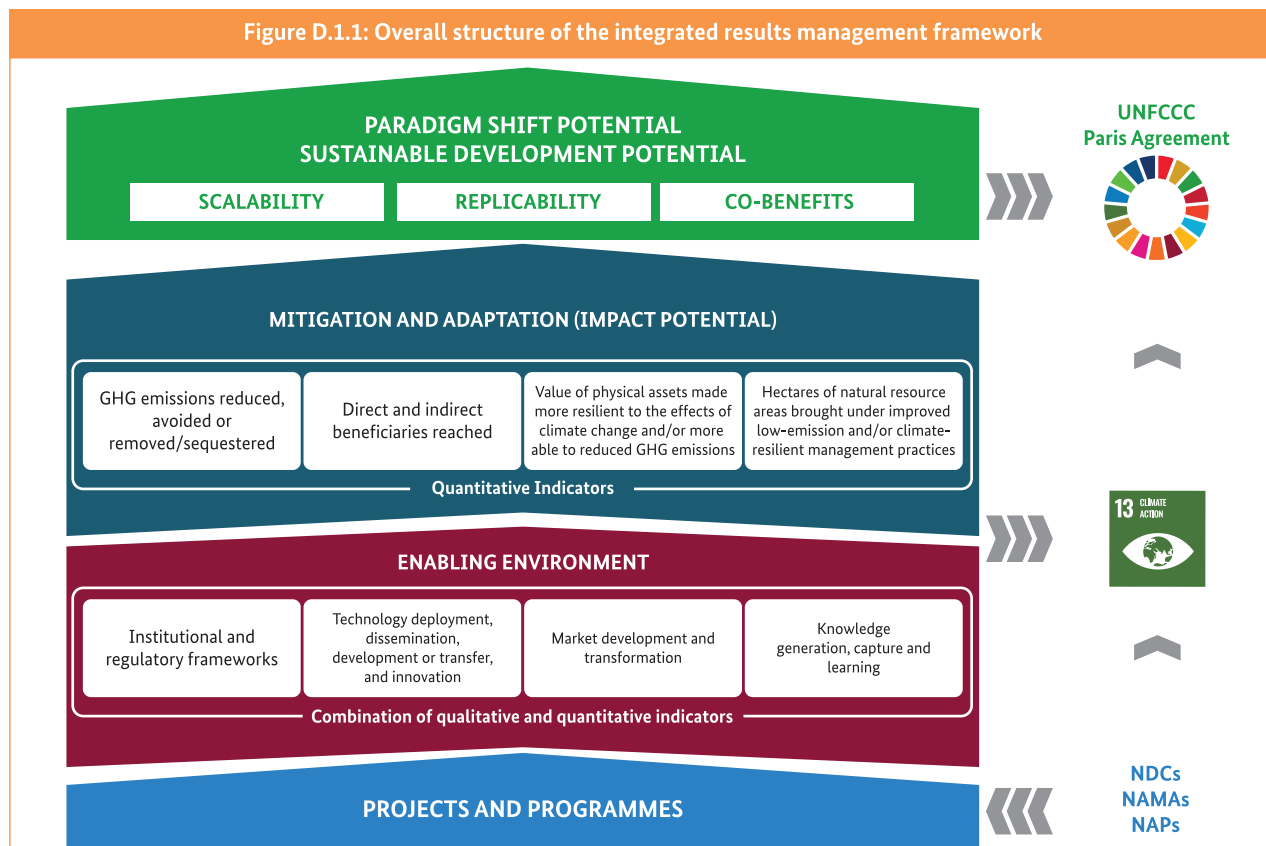 Figure D.1.1: Overall structure of the integrated results management framework
PARADIGM SHIFT POTENTIAL
SUSTAINABLE DEVELOPMENT POTENTIAL
SCALABILITY
REPLICABILITY
CO-BENEFITS
UNFCCC
Paris Agreement
MITIGATION AND ADAPTATION (IMPACT POTENTIAL)
GHG emissions reduced,
avoided or
removed/sequestered
Direct and indirect
beneficiaries reached
Value of physical assets made
more resilient to the effects of
climate change and/or more
able to reduced GHG emissions
Hectares of natural resource
areas brought under improved
low-emission and/or climate-
resilient management practices
Quantitative Indicators
13 CLIMATE
ACTION
ENABLING ENVIRONMENT
Institutional and
regulatory frameworks
Technology deployment,
dissemination,
development or transfer,
and innovation
Market development and
transformation
Knowledge
generation, capture and
learning
Combination of qualitative and quantitative indicators
PROJECTS AND PROGRAMMES
NDCs
NAMAs
NAPs